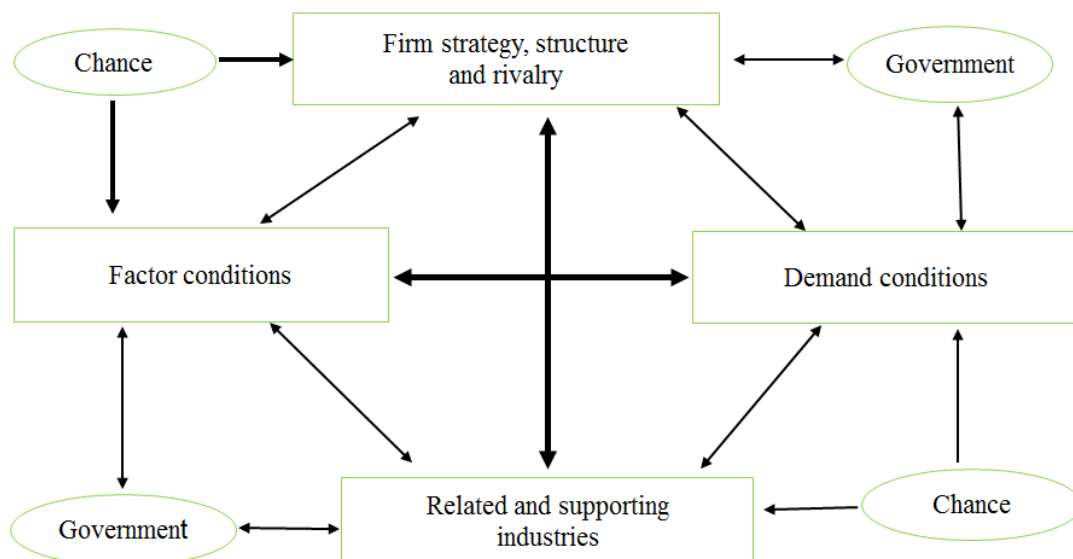 Firm strategy, structure
and rivalry
Chance
Government
Factor conditions
Demand conditions
Related and supporting
industries
Government
Chance